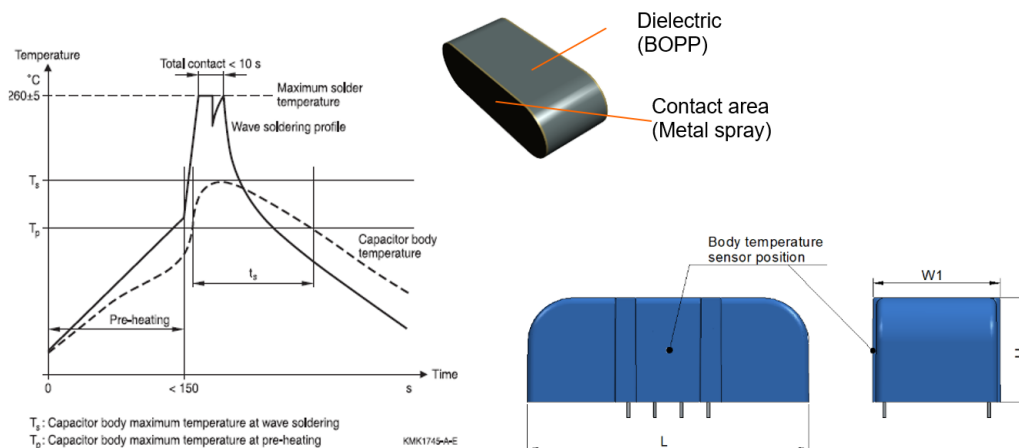 Temperature
°C
260±5
Total contact < 10 s
Maximum solder
temperature
Wave soldering profile
Ts
Tp
Capacitor body
temperature
ts
Pre-heating
Time
0
< 150
s
Ts: Capacitor body maximum temperature at wave soldering
Tp: Capacitor body maximum temperature at pre-heating
KMK1745-A-E
Dielectric
(BOPP)
Contact area
(Metal spray)
Body temperature
sensor position
W1
L